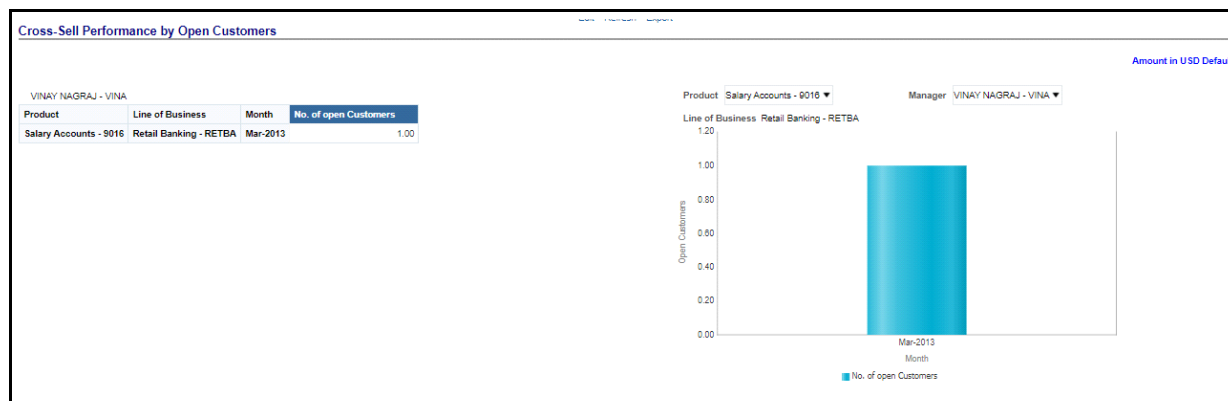 Cross-Sell Performance by Open Customers
Amount in USD
VINAY NAGRAJ - VINA
Product Line of Business Month No. of open Customers
Salary Accounts - 9016 Retail Banking - RETBA Mar-2013 1.00
Product Salary Accounts - 9016 Manager VINAY NAGRAJ - VINA
Line of Business Retail Banking - RETBA
1.20
1.00
0.80
0.60
0.40
0.20
0.00
Open Customers
Mar-2013
Month
No. of open Customers